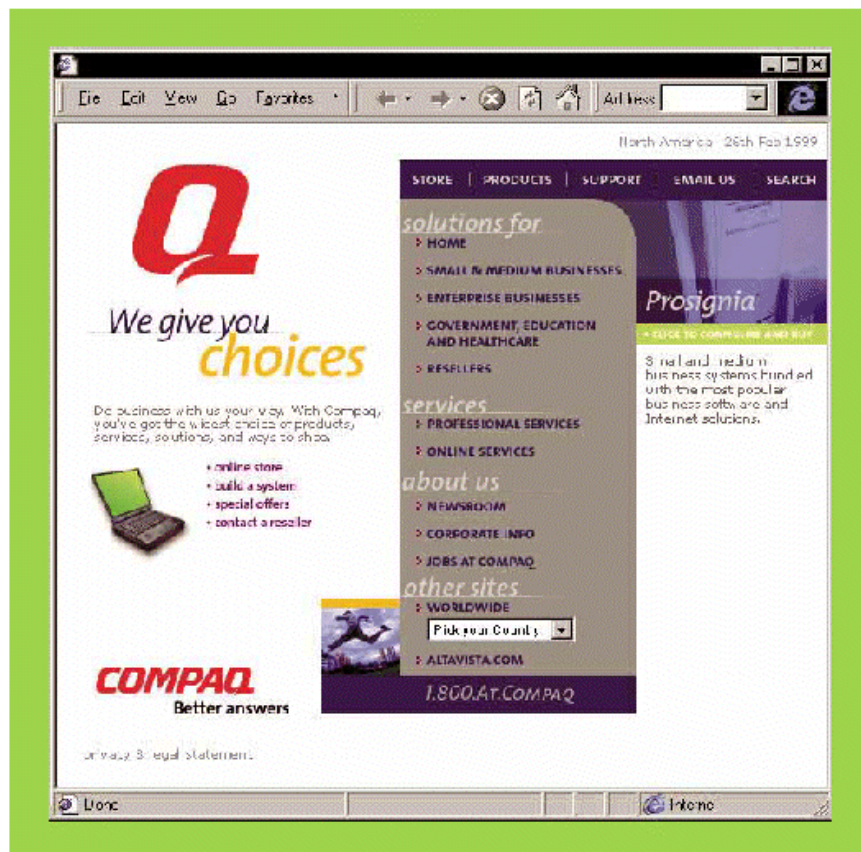 Edit View Go Favorites Address
North America 26th Feb 1999
STORE | PRODUCTS | SUPPORT EMAIL US SEARCH
Q
We give you
choices
Do business with us your way. With Compaq,
you've got the widest choice of products,
services, solutions, and ways to shop.
• online store
• build a system
• special offers
• contact a reseller
COMPAQ
Better answers
privacy & legal statement
solutions for
HOME
SMALL & MEDIUM BUSINESSES
ENTERPRISE BUSINESSES
GOVERNMENT, EDUCATION
AND HEALTHCARE
RESELLERS
services
PROFESSIONAL SERVICES
ONLINE SERVICES
about us
NEWSROOM
CORPORATE INFO
JOBS AT COMPAQ
other sites
WORLDWIDE
Pick your Country
ALTAVISTA.COM
1.800.AT.COMPAQ
Prosignia
CLICK TO CONFIGURE AND BUY
Small and medium
business systems bundled
with the most popular
business software and
Internet solutions.
Done Internet